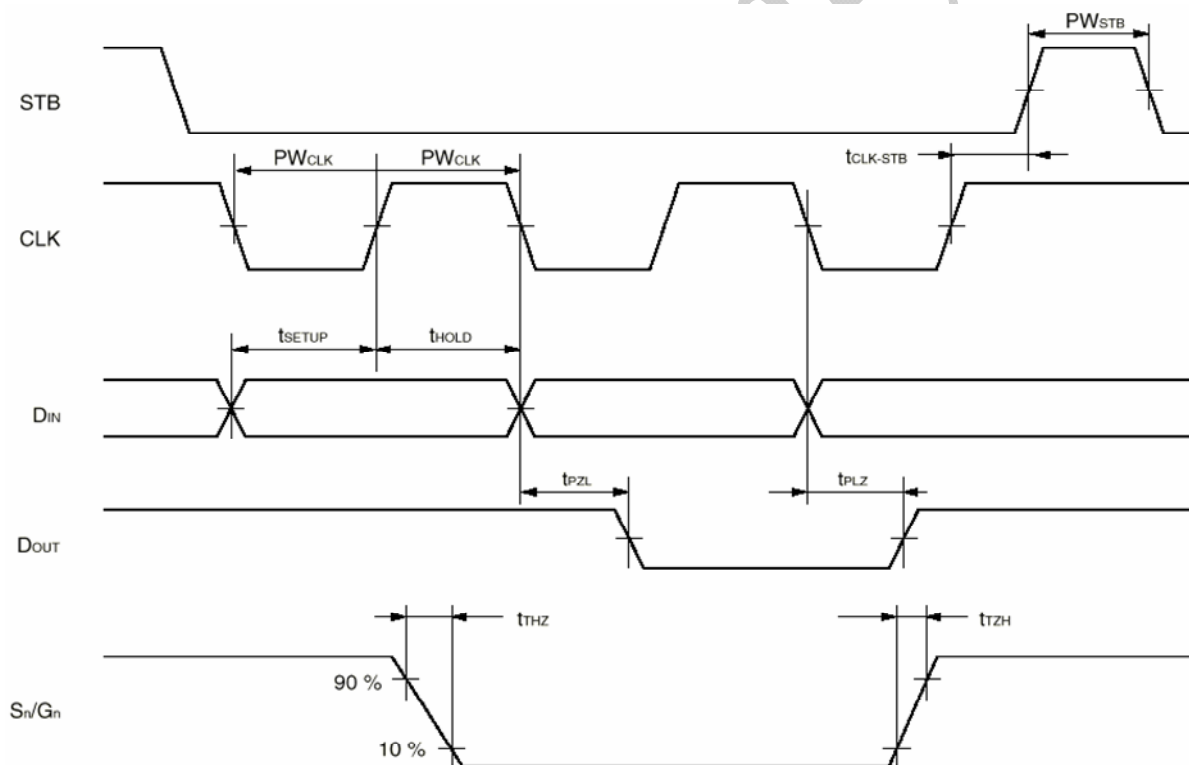 PWSTB
STB
tCLK-STB
PWCLK PWCLK
CLK
tSETUP tHOLD
DIN
tPZL tPLZ
DOUT
tTHZ tTZH
90 %
Sn/Gn
10 %